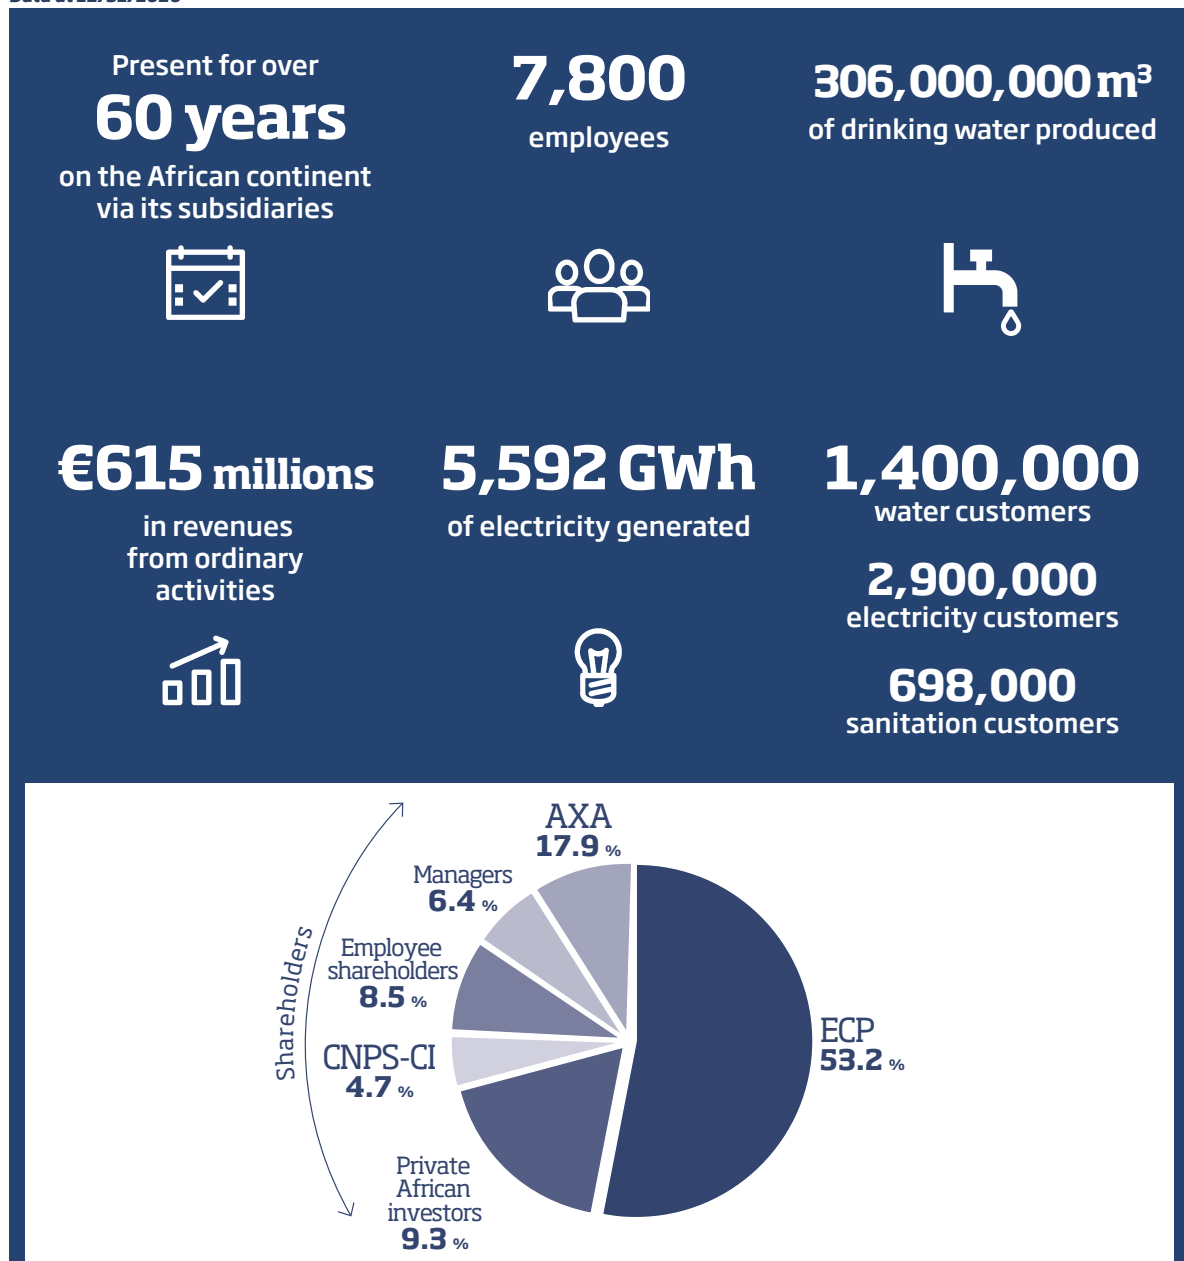 Present for over
60 years
on the African continent
via its subsidiaries
7,800
employees
306,000,000 m³
of drinking water produced
€615 millions
in revenues
from ordinary
activities
5,592 GWh
of electricity generated
1,400,000
water customers
2,900,000
electricity customers
698,000
sanitation customers
Shareholders
AXA
17.9 %
Managers
6.4 %
Employee
shareholders
8.5 %
CNPS-CI
4.7 %
Private
African
investors
9.3 %
ECP
53.2 %